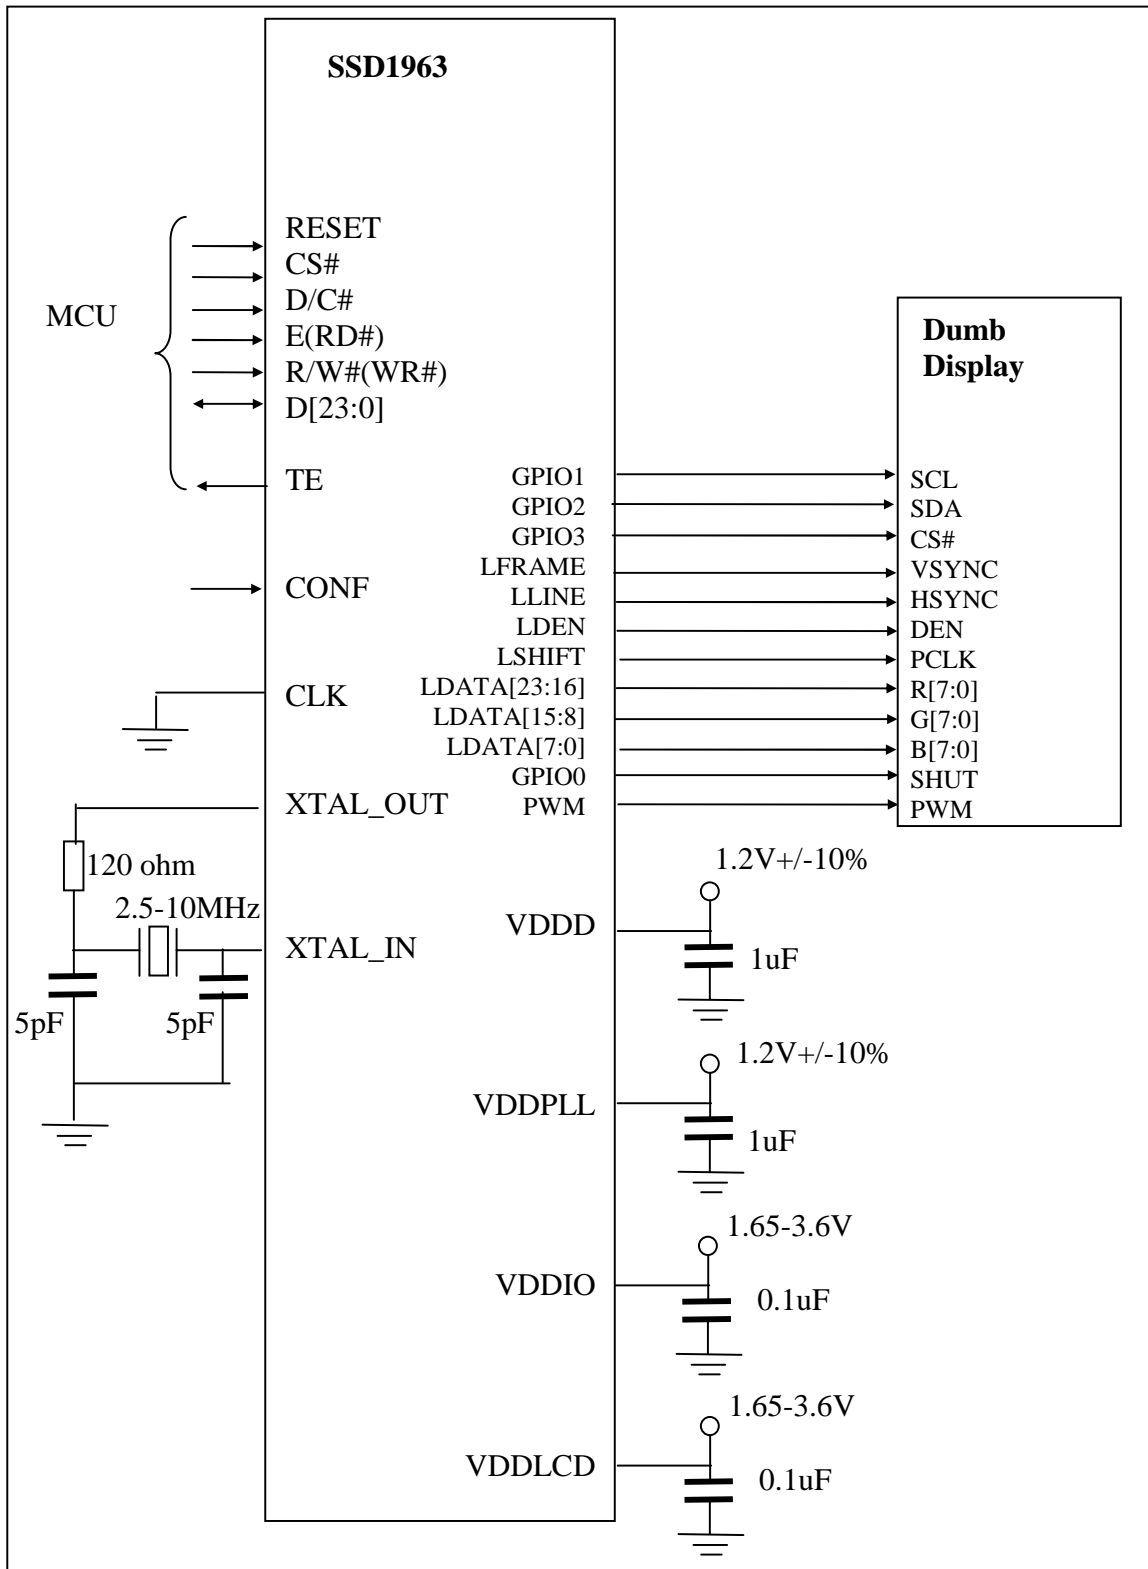 SSD1963
MCU
RESET
CS#
D/C#
E(RD#)
R/W#(WR#)
D[23:0]
TE
CONF
CLK
XTAL_OUT
120 ohm
2.5-10MHz
XTAL_IN
5pF
5pF
GPIO1
GPIO2
GPIO3
LFRAME
LLINE
LDEN
LSHIFT
LDATA[23:16]
LDATA[15:8]
LDATA[7:0]
GPIO0
PWM
Dumb
Display
SCL
SDA
CS#
VSYNC
HSYNC
DEN
PCLK
R[7:0]
G[7:0]
B[7:0]
SHUT
PWM
1.2V+/-10%
VDDD
1uF
1.2V+/-10%
VDDPLL
1uF
1.65-3.6V
VDDIO
0.1uF
1.65-3.6V
VDDLCD
0.1uF